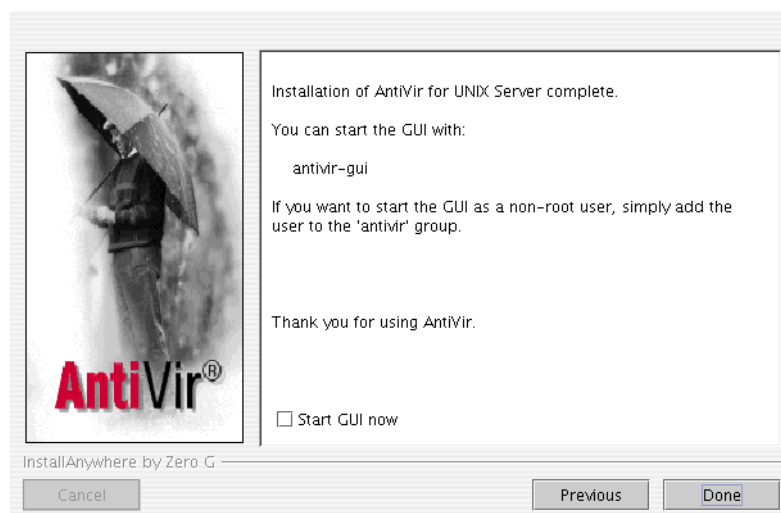 Installation of AntiVir for UNIX Server complete.
You can start the GUI with:
antivir-gui
If you want to start the GUI as a non-root user, simply add the
user to the 'antivir' group.
Thank you for using AntiVir.
AntiVir®
Start GUI now
InstallAnywhere by Zero G
Cancel
Previous
Done